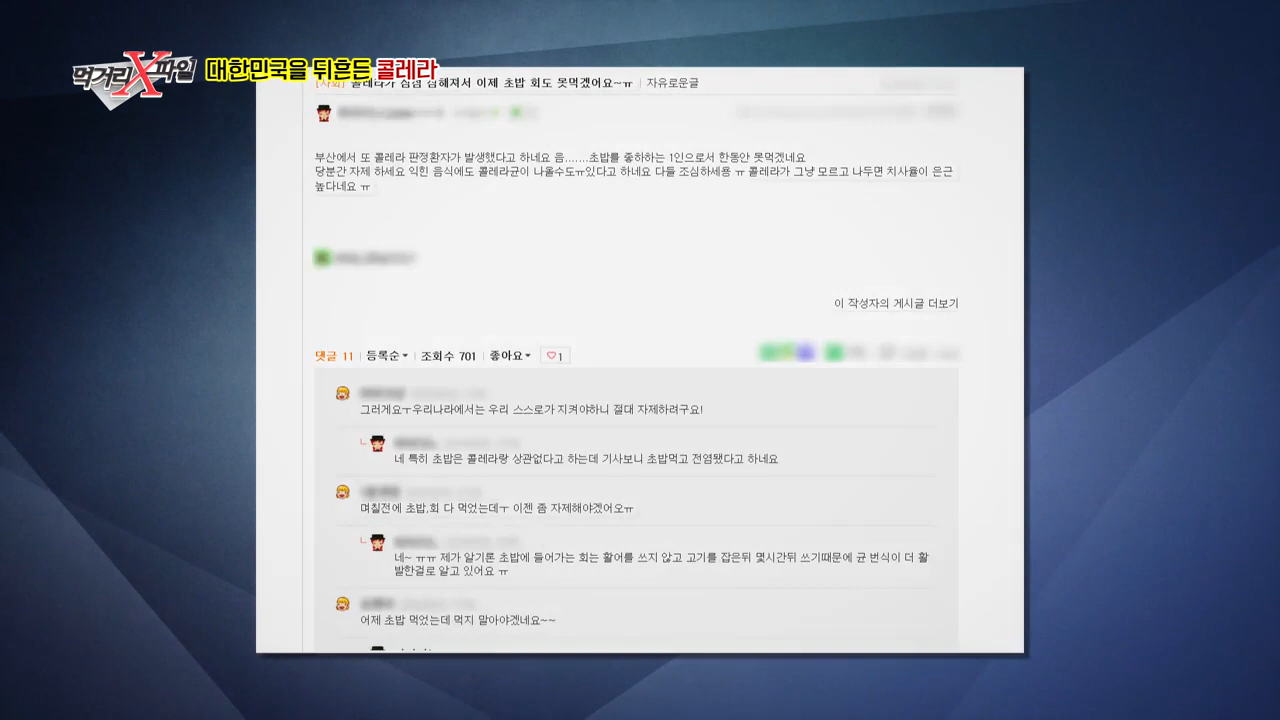 먹거리X파일 대한민국을 뒤흔든 콜레라
[사회] 콜레라가 점점 심해져서 이제 초밥 회도 못먹겠어요~ㅠ | 자유로운글
부산에서 또 콜레라 판정환자가 발생했다고 하네요 음.......초밥를 좋하하는 1인으로서 한동안 못먹겠네요
당분간 자제 하세요 익힌 음식에도 콜레라균이 나올수도ㅠ있다고 하네요 다들 조심하세용 ㅠ 콜레라가 그냥 모르고 나두면 치사율이 은근
높다네요 ㅠ
이 작성자의 게시글 더보기
댓글 11 | 등록순 | 조회수 701 | 좋아요 ♡1
그러게요ㅜ우리나라에서는 우리 스스로가 지켜야하니 절대 자제하려구요!
네 특히 초밥은 콜레라랑 상관없다고 하는데 기사보니 초밥먹고 전염됐다고 하네요
며칠전에 초밥,회 다 먹었는데ㅜ 이젠 좀 자제해야겠어오ㅠ
네~ ㅠㅠ 제가 알기론 초밥에 들어가는 회는 활어를 쓰지 않고 고기를 잡은뒤 몇시간뒤 쓰기때문에 균 번식이 더 활
발한걸로 알고 있어요 ㅠ
어제 초밥 먹었는데 먹지 말아야겠네요~~